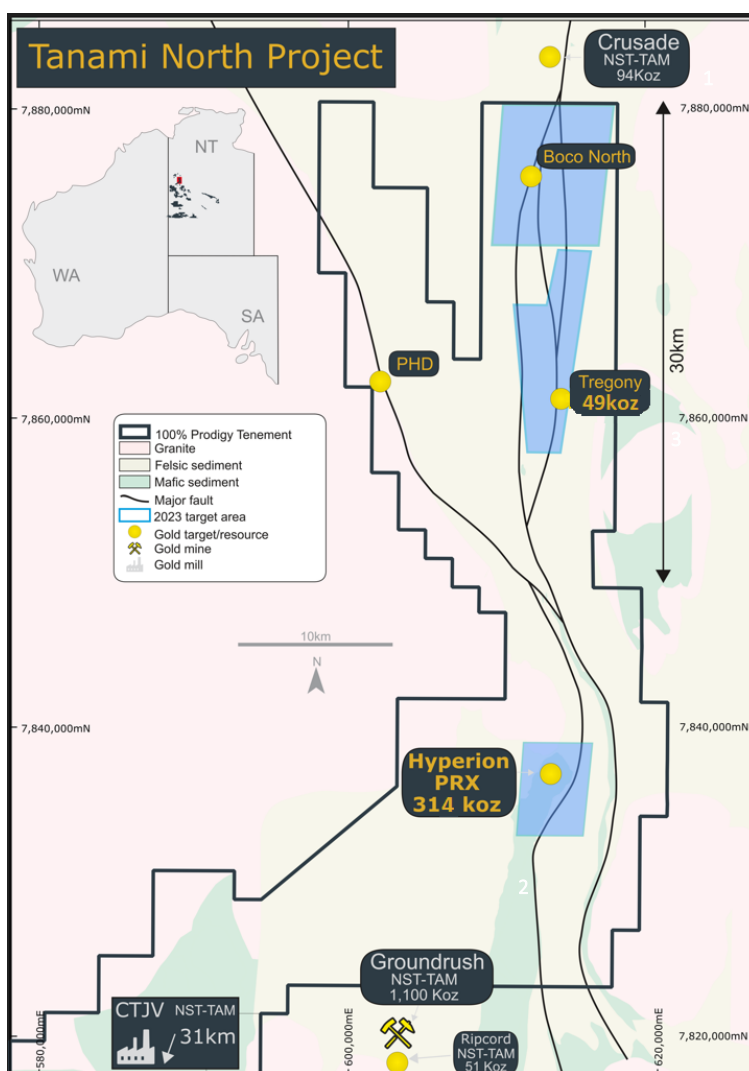 Tanami North Project
Crusade
NST-TAM
94Koz
1
7,880,000mN
7,880,000mN
NT
WA
SA
Boco North
30km
PHD
Tregony
49koz
7,860,000mN
7,860,000mN
3
100% Prodigy Tenement
Granite
Felsic sediment
Mafic sediment
Major fault
2023 target area
Gold target/resource
Gold mine
Gold mill
10km
N
7,840,000mN
7,840,000mN
Hyperion
PRX
314 koz
2
Groundrush
NST-TAM
1,100 Koz
CTJV NST-TAM
31km
Ripcord
NST-TAM
51 Koz
7,820,000mN
580,000mE
600,000mE
620,000mE